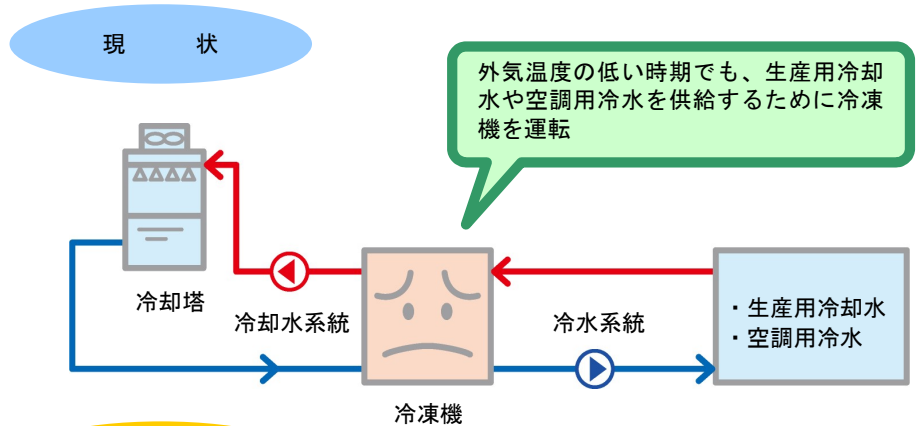 現　状
外気温度の低い時期でも、生産用冷却
水や空調用冷水を供給するために冷凍
機を運転
冷却塔
冷却水系統
冷水系統
・生産用冷却水
・空調用冷水
冷凍機